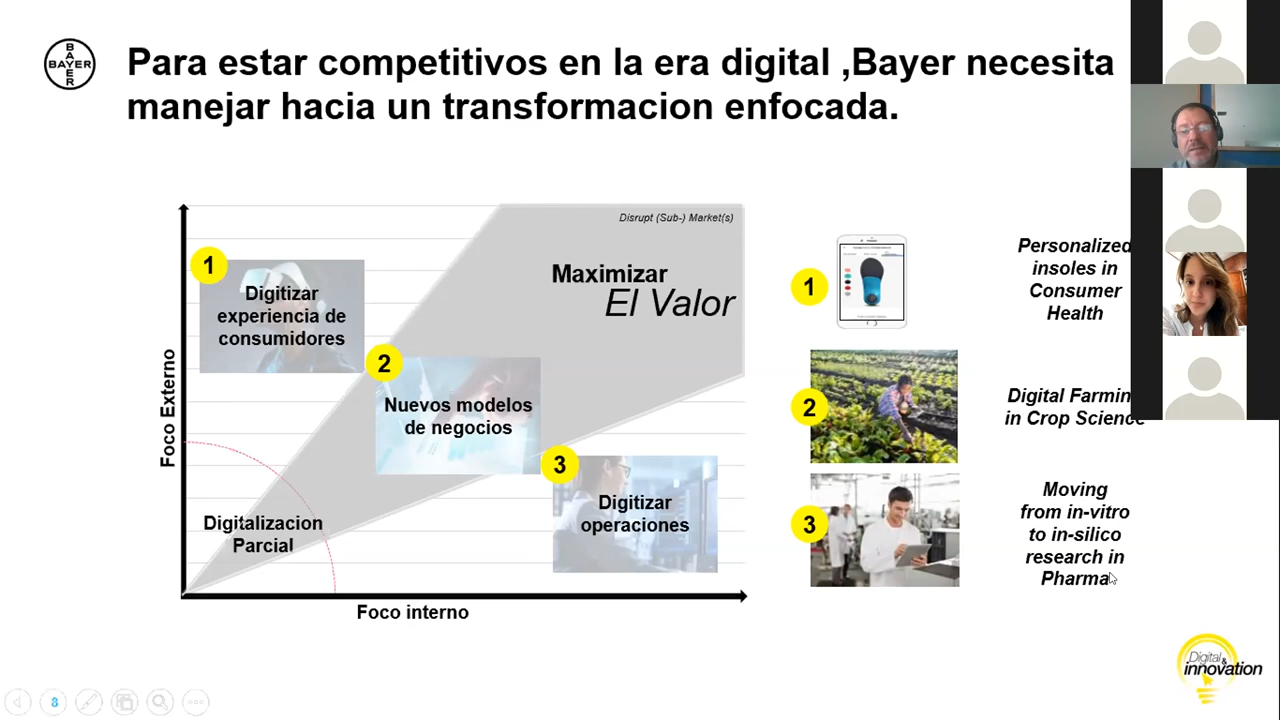 BAYER
BAYER
Para estar competitivos en la era digital ,Bayer necesita
manejar hacia un transformacion enfocada.
Disrupt (Sub-) Market(s)
Maximizar
El Valor
1
Digitizar
experiencia de
consumidores
2
Nuevos modelos
de negocios
3
Digitizar
operaciones
Digitalizacion
Parcial
Foco Externo
Foco interno
1
Personalized
insoles in
Consumer
Health
2
Digital Farmin
in Crop Science
3
Moving
from in-vitro
to in-silico
research in
Pharma
Digital &
innovation
8